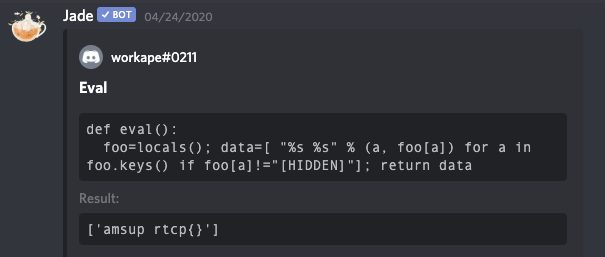 Jade ✓ BOT 04/24/2020
workape#0211
Eval
def eval():
  foo=locals(); data=[ "%s %s" % (a, foo[a]) for a in
foo.keys() if foo[a]!="[HIDDEN]"]; return data
Result:
['amsup rtcp{}']